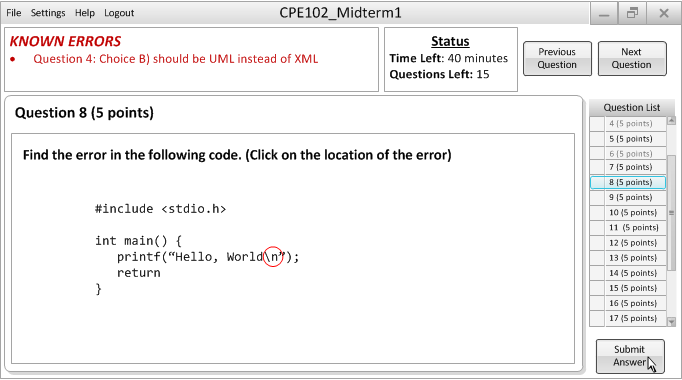 File Settings Help Logout
CPE102_Midterm1
KNOWN ERRORS
• Question 4: Choice B) should be UML instead of XML
Status
Time Left: 40 minutes
Questions Left: 15
Previous
Question
Next
Question
Question 8 (5 points)
Find the error in the following code. (Click on the location of the error)
#include <stdio.h>
int main() {
printf(“Hello, World\n”);
return
}
Question List
4 (5 points)
5 (5 points)
6 (5 points)
7 (5 points)
8 (5 points)
9 (5 points)
10 (5 points)
11 (5 points)
12 (5 points)
13 (5 points)
14 (5 points)
15 (5 points)
16 (5 points)
17 (5 points)
Submit
Answer